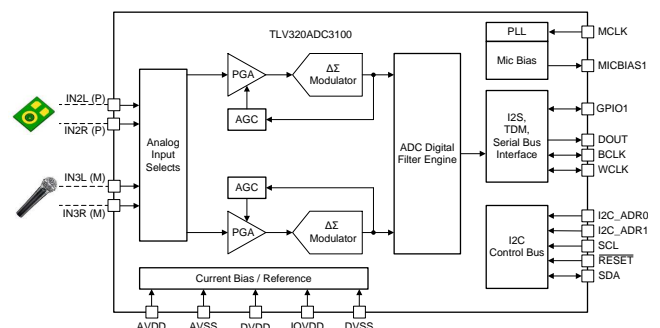 TLV320ADC3100
PLL
Mic Bias
MCLK
MICBIAS1
IN2L (P)
IN2R (P)
IN3L (M)
IN3R (M)
Analog
Input
Selects
PGA
AGC
ΔΣ
Modulator
AGC
PGA
ΔΣ
Modulator
ADC Digital
Filter Engine
I2S,
TDM,
Serial Bus
Interface
GPIO1
DOUT
BCLK
WCLK
I2C
Control Bus
I2C_ADR0
I2C_ADR1
SCL
RESET
SDA
Current Bias / Reference
AVDD
AVSS
DVDD
IOVDD
DVSS